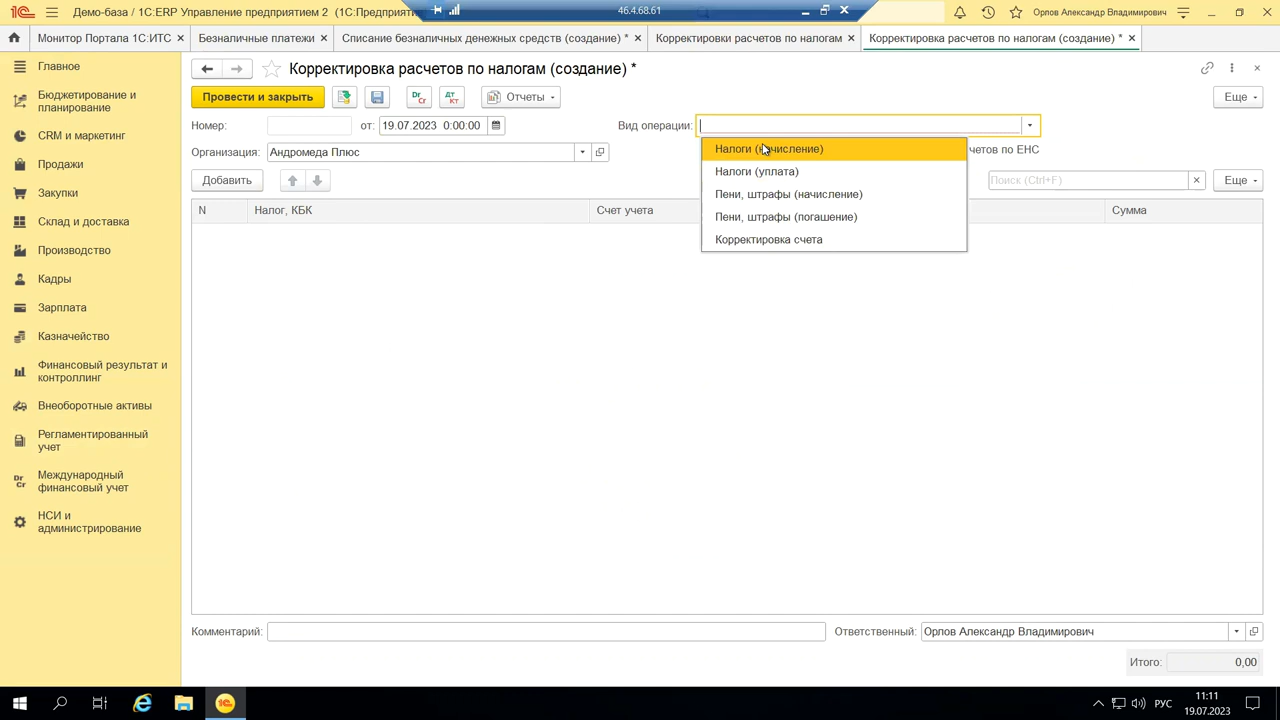 Демо-база / 1С:ERP Управление предприятием 2 (1С:Предприятие
46.4.68.61
Орлов Александр Владимирович
Монитор Портала 1С:ИТС
Безналичные платежи
Списание безналичных денежных средств (создание) *
Корректировки расчетов по налогам
Корректировка расчетов по налогам (создание) *
Главное
Бюджетирование и
планирование
CRM и маркетинг
Продажи
Закупки
Склад и доставка
Производство
Кадры
Зарплата
Казначейство
Финансовый результат и
контроллинг
Внеоборотные активы
Регламентированный
учет
Международный
финансовый учет
НСИ и
администрирование
Корректировка расчетов по налогам (создание) *
Провести и закрыть
Dr
Cr
Дт
Кт
Отчеты
Еще
Номер:
от: 19.07.2023 0:00:00
Вид операции:
Организация: Андромеда Плюс
четов по ЕНС
Налоги (начисление)
Налоги (уплата)
Пени, штрафы (начисление)
Пени, штрафы (погашение)
Корректировка счета
Добавить
Поиск (Ctrl+F)
Еще
N
Налог, КБК
Счет учета
Сумма
Комментарий:
Ответственный: Орлов Александр Владимирович
Итого: 0,00
РУС
11:11
19.07.2023